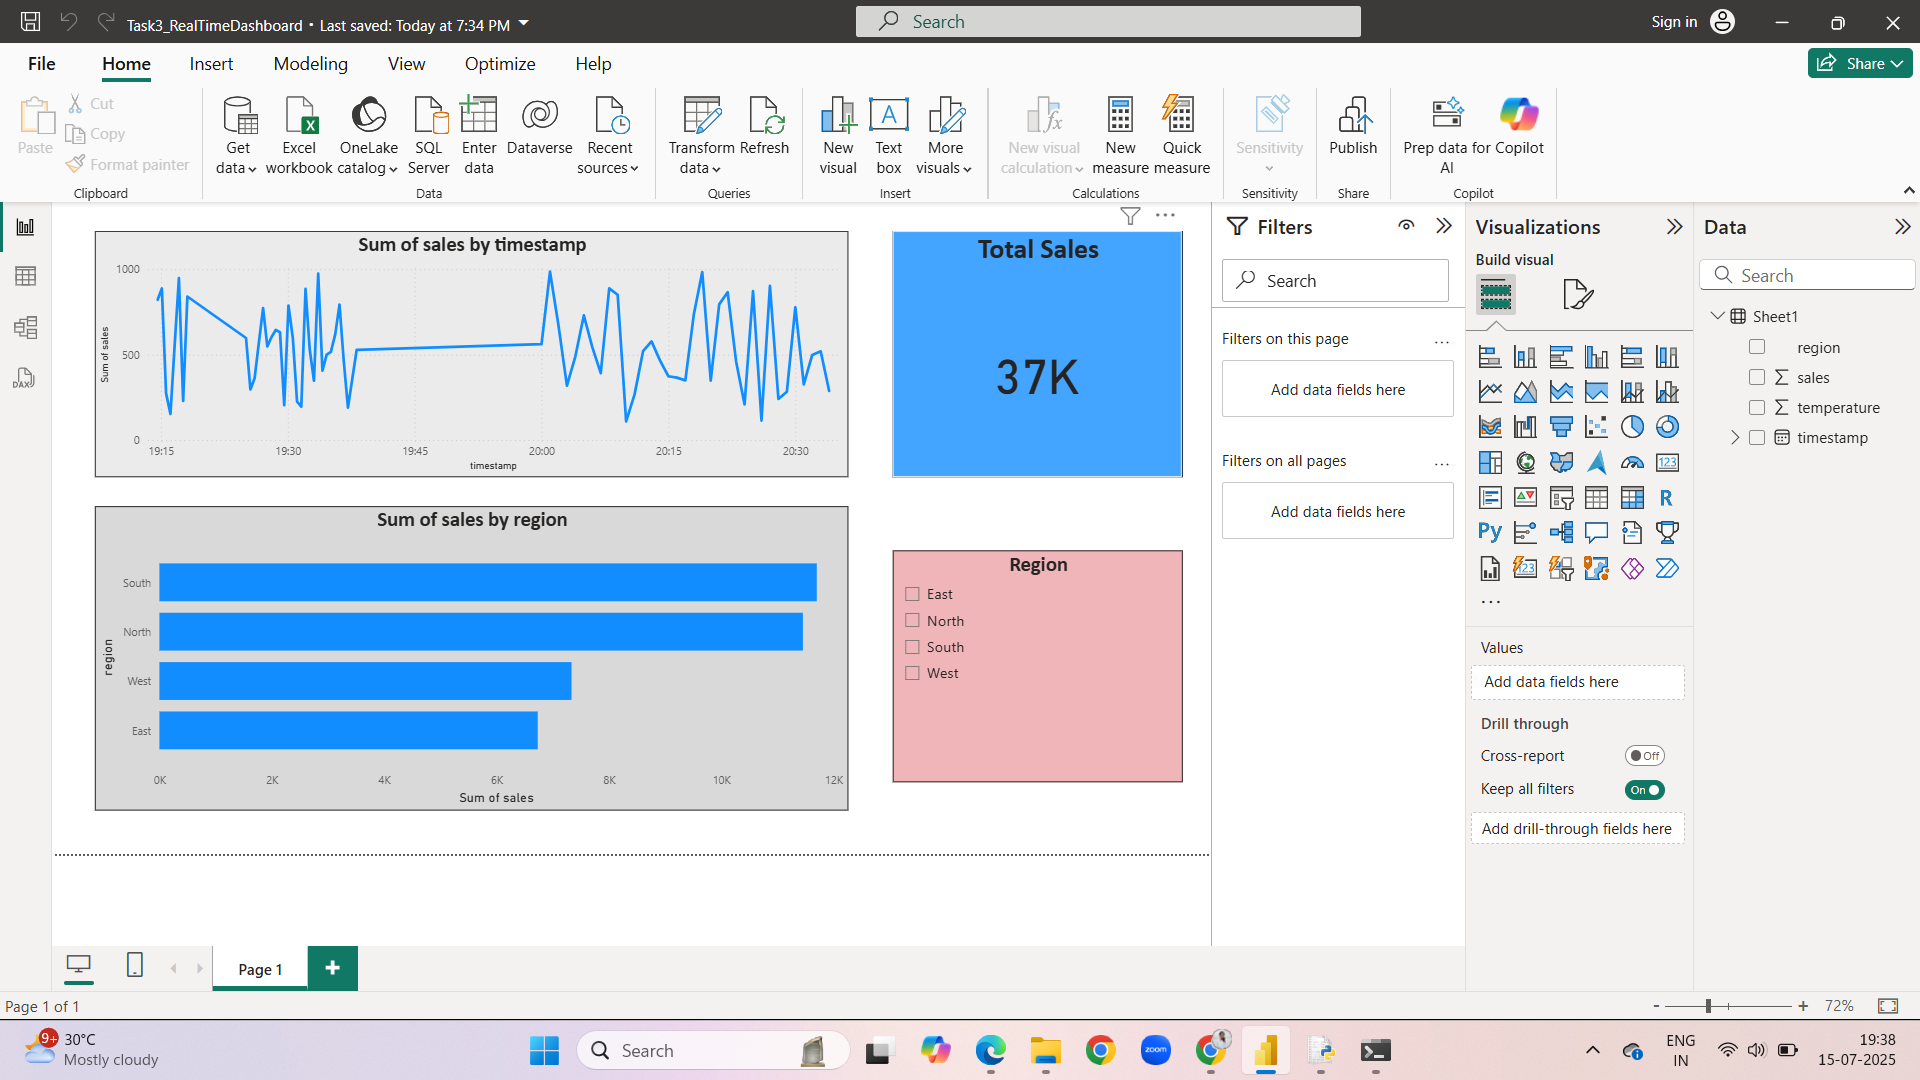 Task3_RealTimeDashboard • Last saved: Today at 7:34 PM
Search
Sign in
File
Home
Insert
Modeling
View
Optimize
Help
Share
Paste
Cut
Copy
Format painter
Clipboard
Get data
Excel workbook
OneLake catalog
SQL Server
Enter data
Dataverse
Recent sources
Data
Transform data
Refresh
Queries
New visual
Text box
More visuals
Insert
New visual calculation
New measure
Quick measure
Calculations
Sensitivity
Sensitivity
Publish
Share
Prep data for AI
Copilot
Copilot
DAX
Sum of sales by timestamp
Sum of sales
1000
500
0
19:15
19:30
19:45
20:00
20:15
20:30
timestamp
Total Sales
37K
Sum of sales by region
region
South
North
West
East
0K
2K
4K
6K
8K
10K
12K
Sum of sales
Region
East
North
South
West
Filters
Search
Filters on this page
...
Add data fields here
Filters on all pages
...
Add data fields here
Visualizations
Build visual
123
R
Py
123
...
Values
Add data fields here
Drill through
Cross-report
Off
Keep all filters
On
Add drill-through fields here
Data
Search
Sheet1
region
∑ sales
∑ temperature
timestamp
Page 1
+
Page 1 of 1
-
+
72%
9+
30°C
Mostly cloudy
Search
zoom
ENG
IN
19:38
15-07-2025